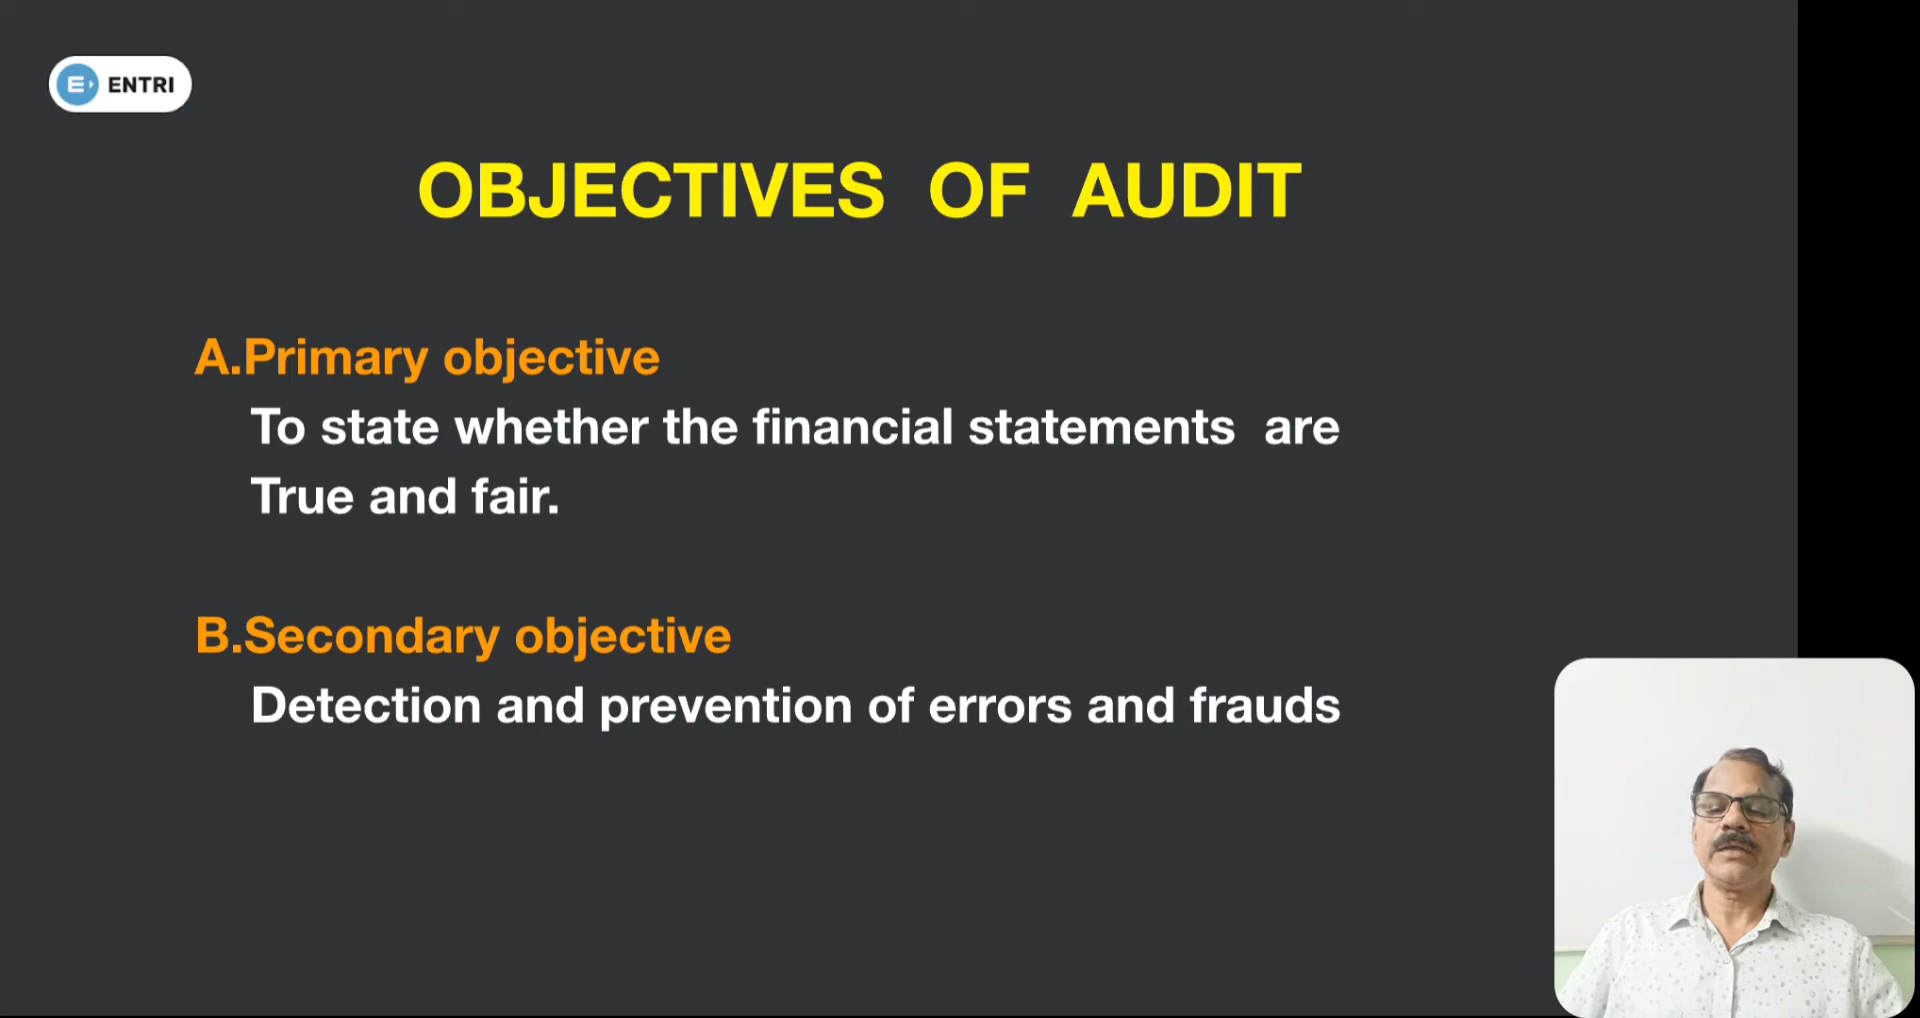 ENTRI
OBJECTIVES OF AUDIT
A.Primary objective
To state whether the financial statements are
True and fair.
B.Secondary objective
Detection and prevention of errors and frauds